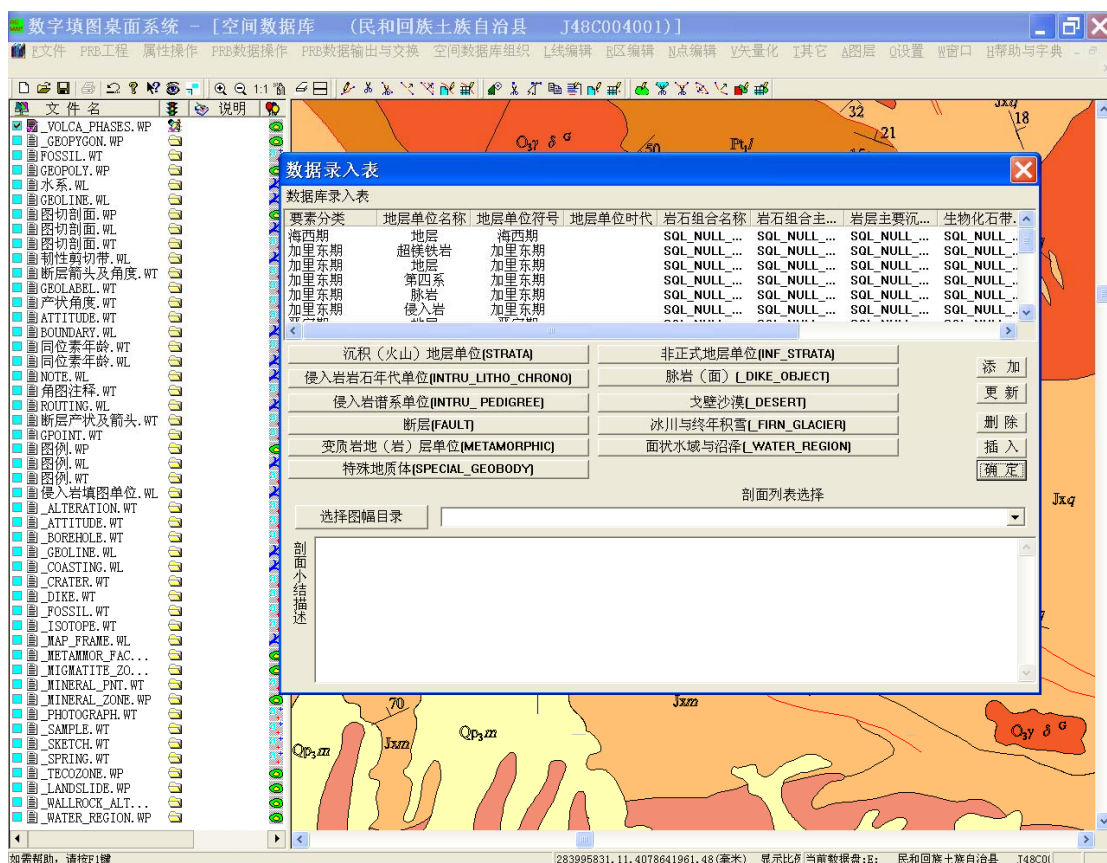 数字填图桌面系统 - [空间数据库 (民和回族土族自治县 J48C004001)]
F文件 PRB工程 属性操作 PRB数据操作 PRB数据输出与交换 空间数据库组织 L线编辑 R区编辑 N点编辑 V矢量化 I其它 A图层 O设置 W窗口 H帮助与字典
1:1
文件名 说明
_VOLCA_PHASES.WP
_GEOPYGON.WP
FOSSIL.WT
GEOPOLY.WP
水系.WL
GEOLINE.WL
图切剖面.WP
图切剖面.WL
图切剖面.WT
韧性剪切带.WL
断层箭头及角度.WT
GEOLABEL.WT
产状角度.WT
ATTITUDE.WT
BOUNDARY.WL
同位素年龄.WT
同位素年龄.WL
NOTE.WL
角图注释.WT
ROUTING.WL
断层产状及箭头.WT
GPOINT.WT
图例.WP
图例.WL
图例.WT
侵入岩填图单位.WL
_ALTERATION.WT
_ATTITUDE.WT
_BOREHOLE.WT
_GEOLINE.WL
_COASTING.WL
_CRATER.WT
_DIKE.WT
_FOSSIL.WT
_ISOTOPE.WT
_MAP_FRAME.WL
_METAMMOR_FAC...
_MIGMATITE_ZO...
_MINERAL_PNT.WT
_MINERAL_ZONE.WP
_PHOTOGRAPH.WT
_SAMPLE.WT
_SKETCH.WT
_SPRING.WT
_TECOZONE.WP
_LANDSLIDE.WP
_WALLROCK_ALT...
_WATER_REGION.WP
32
18
21
O₃γδG
50
Pt₁l
数据录入表
数据库录入表
要素分类 地层单位名称 地层单位符号 地层单位时代 岩石组合名称 岩石组合主... 岩层主要沉... 生物化石带.
海西期 地层 海西期 SQL_NULL_... SQL_NULL_... SQL_NULL_... SQL_NULL_..
加里东期 超镁铁岩 加里东期 SQL_NULL_... SQL_NULL_... SQL_NULL_... SQL_NULL_..
加里东期 地层 加里东期 SQL_NULL_... SQL_NULL_... SQL_NULL_... SQL_NULL_..
加里东期 第四系 加里东期 SQL_NULL_... SQL_NULL_... SQL_NULL_... SQL_NULL_..
加里东期 脉岩 加里东期 SQL_NULL_... SQL_NULL_... SQL_NULL_... SQL_NULL_..
加里东期 侵入岩 加里东期 SQL_NULL_... SQL_NULL_... SQL_NULL_... SQL_NULL_..
沉积(火山)地层单位(STRATA) 非正式地层单位(INF_STRATA)
侵入岩岩石年代单位(INTRU_LITHO_CHRONO) 脉岩(面)(_DIKE_OBJECT)
侵入岩谱系单位(INTRU_ PEDIGREE) 戈壁沙漠(_DESERT)
断层(FAULT) 冰川与终年积雪(_FIRN_GLACIER)
变质岩地(岩)层单位(METAMORPHIC) 面状水域与沼泽(_WATER_REGION)
特殊地质体(SPECIAL_GEOBODY)
添 加
更 新
删 除
插 入
确 定
剖面列表选择
选择图幅目录
剖面小结描述
Jxq
70
Jxm
Jxm
Qp₃m
Qp₃m
O₃γδG
如需帮助,请按F1键
283995831.11,4078641961.48(毫米) 显示比例 当前数据盘:E: 民和回族土族自治县